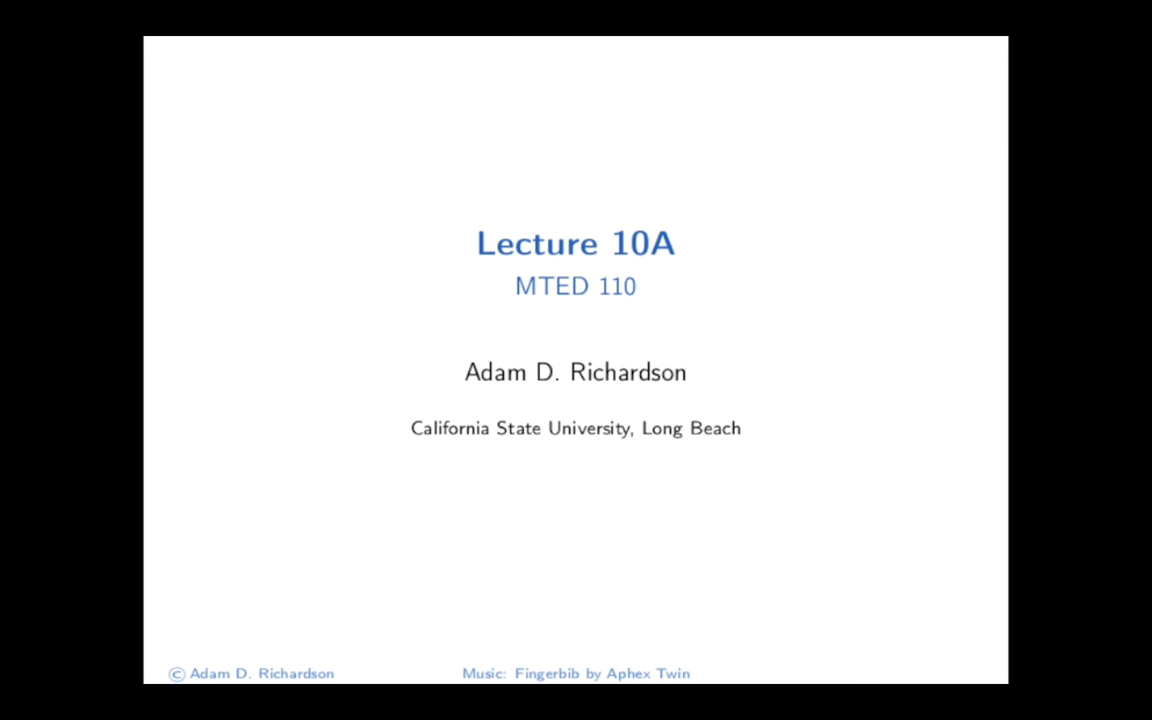 Lecture 10A
MTED 110
Adam D. Richardson
California State University, Long Beach
© Adam D. Richardson
Music: Fingerbib by Aphex Twin